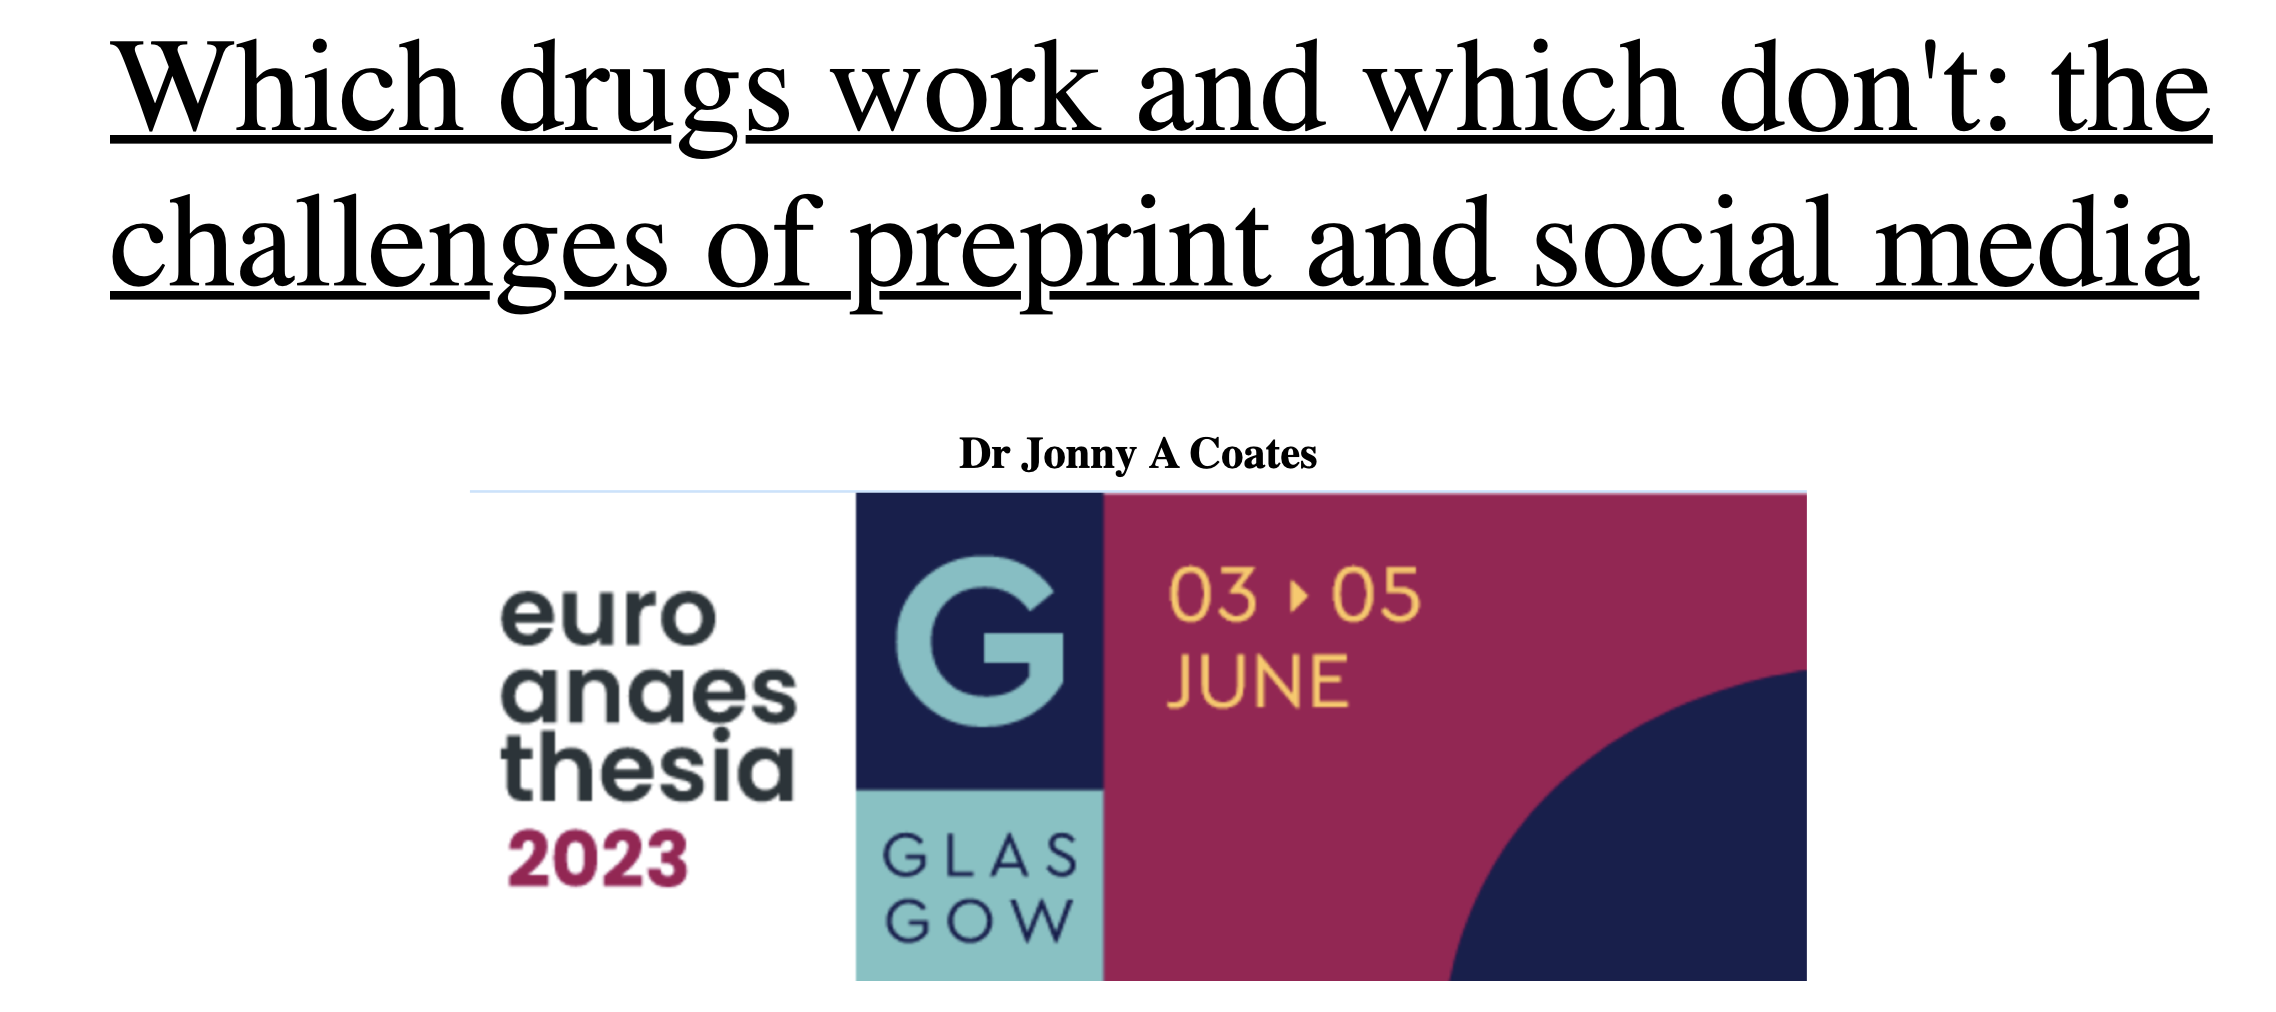 Which drugs work and which don't: the
challenges of preprint and social media
Dr Jonny A Coates
euro
anaes
thesia
2023
G
GLAS
GOW
03 ▸ 05
JUNE